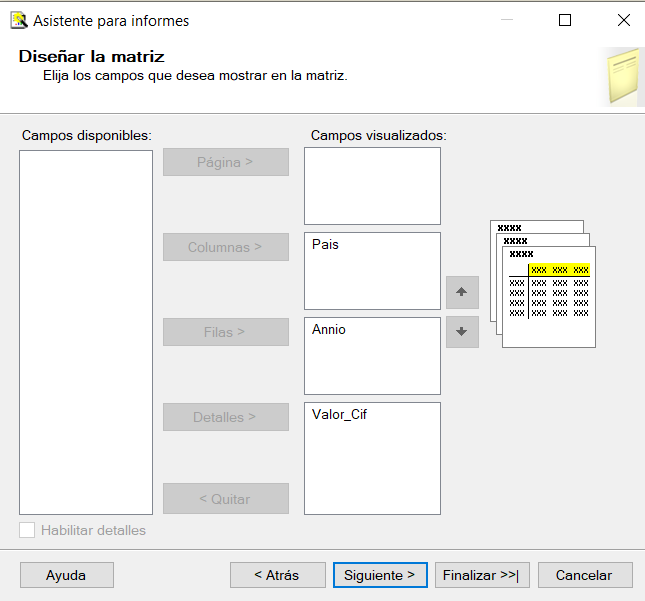 Asistente para informes
Diseñar la matriz
Elija los campos que desea mostrar en la matriz.
Campos disponibles:
Campos visualizados:
Página >
Columnas >
Pais
Filas >
Annio
Detalles >
Valor_Cif
< Quitar
Habilitar detalles
xxxx
xxxx
xxxx
xxx xxx xxx
xxx xxx xxx xxx
xxx xxx xxx xxx
xxx xxx xxx xxx
xxx xxx xxx xxx
Ayuda
< Atrás
Siguiente >
Finalizar >>|
Cancelar